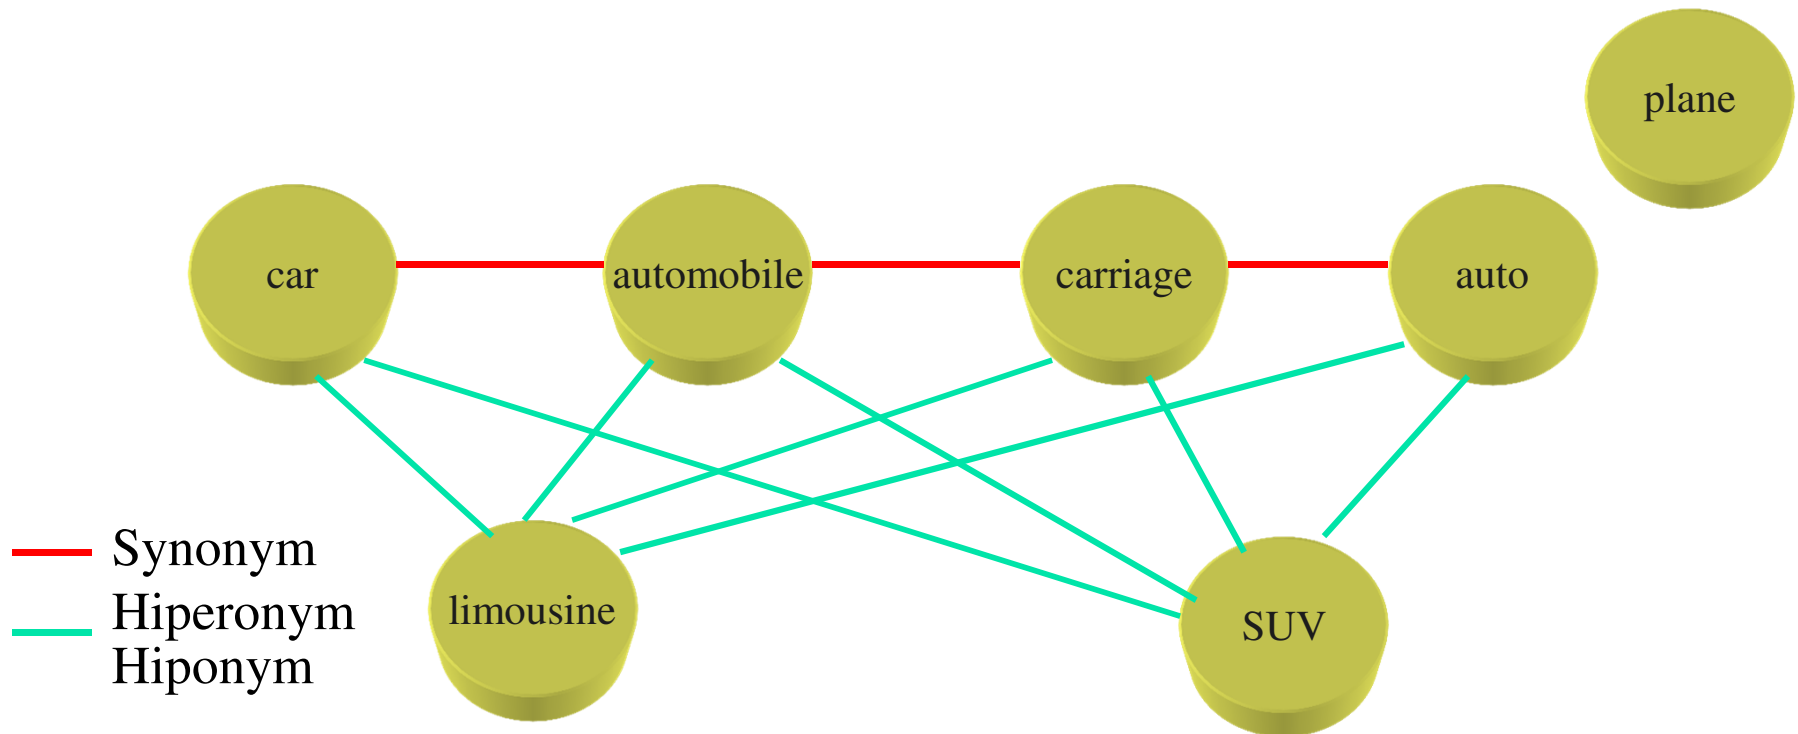 plane
car
automobile
carriage
auto
Synonym
Hiperonym
Hiponym
limousine
SUV